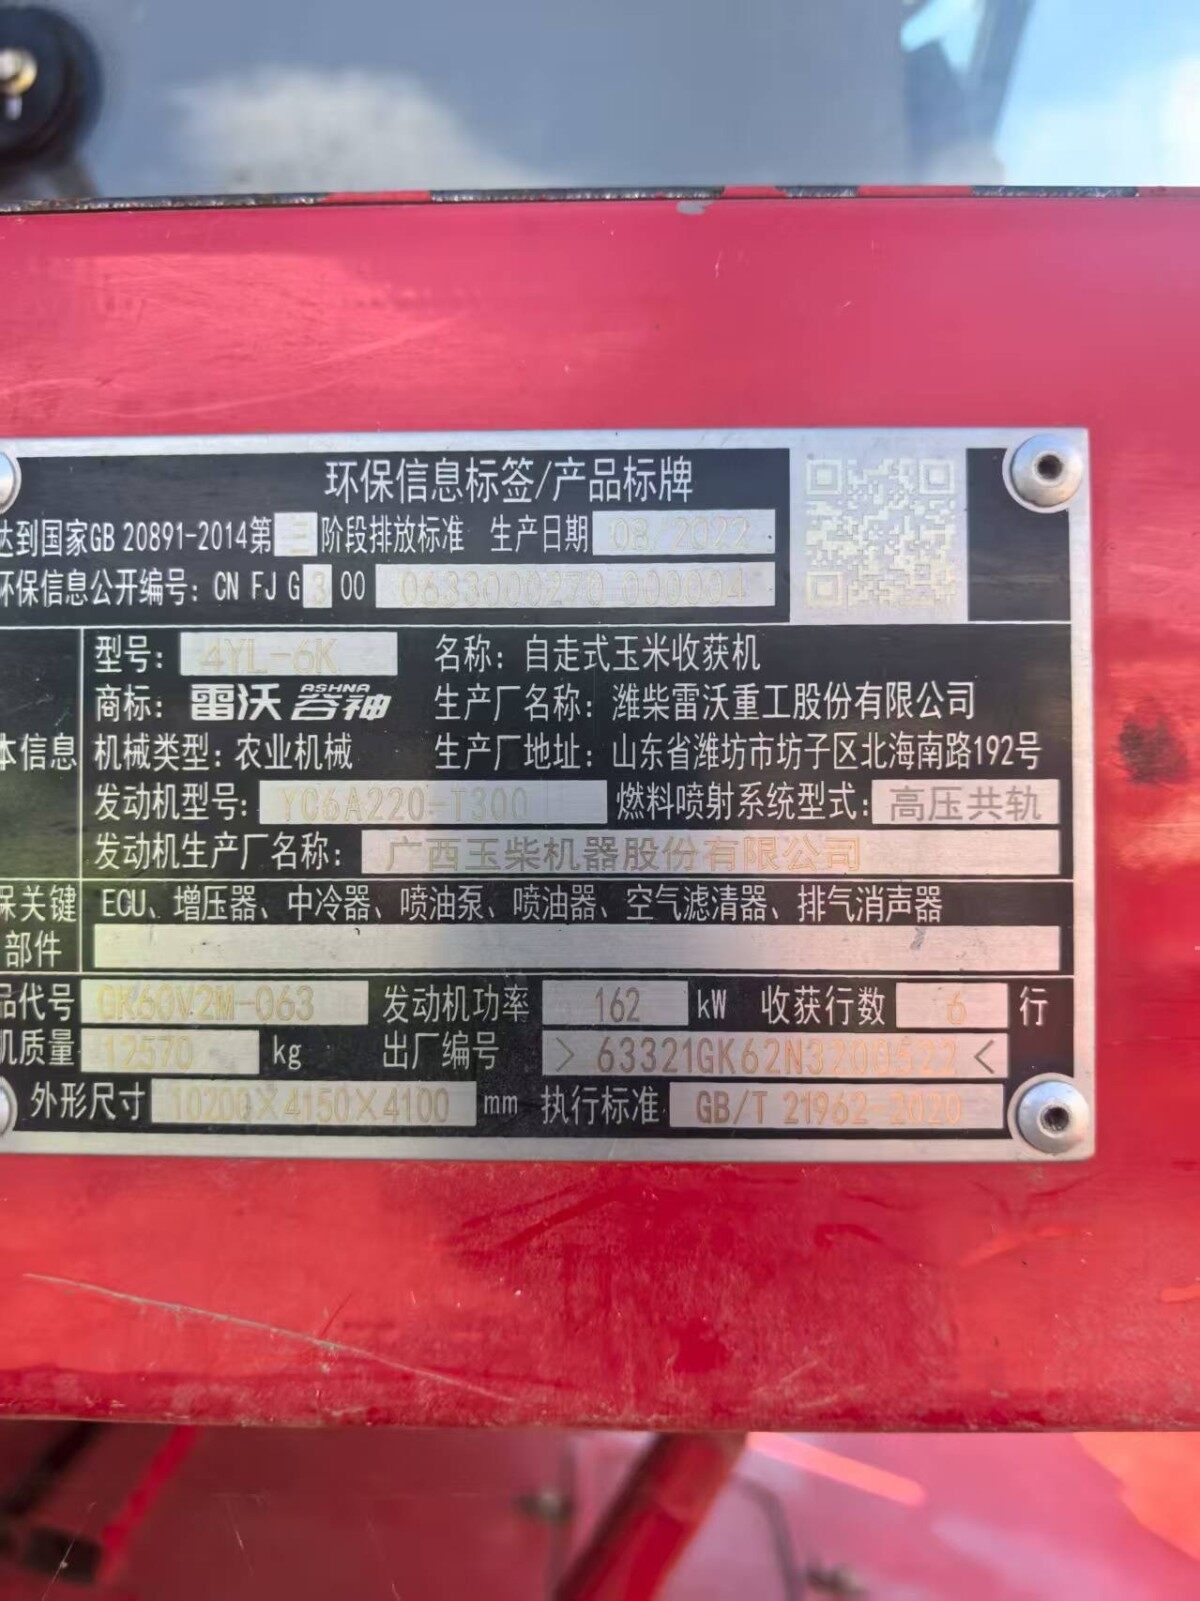 环保信息标签/产品标牌
达到国家GB 20891-2014第三阶段排放标准 生产日期 08/2022
环保信息公开编号: CN FJ G3 00 0633000270 000004
型号: 4YL-6K 名称: 自走式玉米收获机
商标: 雷沃 ASHNA 谷神 生产厂名称: 潍柴雷沃重工股份有限公司
本信息 机械类型: 农业机械 生产厂地址: 山东省潍坊市坊子区北海南路192号
发动机型号: YC6A220-T300 燃料喷射系统型式: 高压共轨
发动机生产厂名称: 广西玉柴机器股份有限公司
保关键 ECU、增压器、中冷器、喷油泵、喷油器、空气滤清器、排气消声器
部件
品代号 GK60V2M-063 发动机功率 162 kW 收获行数 6 行
机质量 12570 kg 出厂编号 >63321GK62N3200522<
外形尺寸 10200×4150×4100 mm 执行标准 GB/T 21962-2020